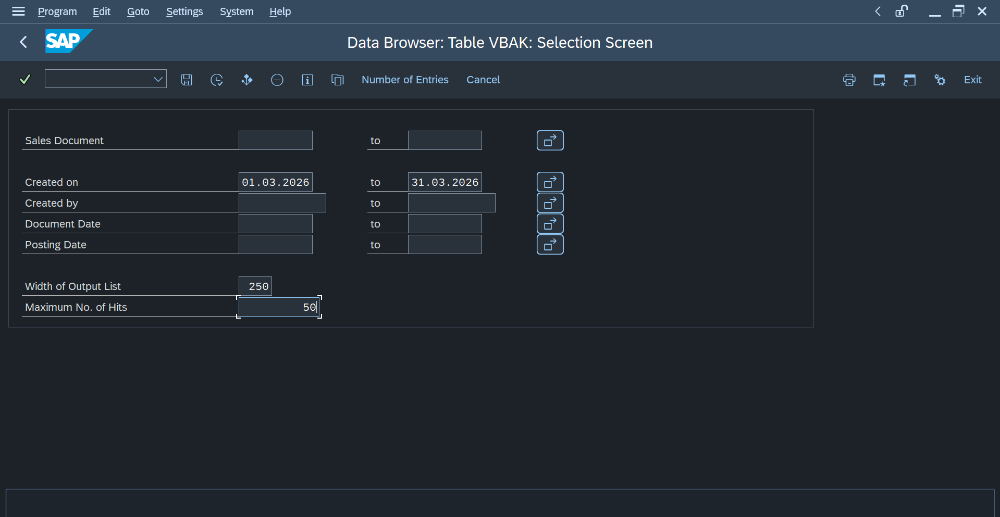 Program Edit Goto Settings System Help
SAP Data Browser: Table VBAK: Selection Screen
Number of Entries Cancel Exit
Sales Document to
Created on 01.03.2026 to 31.03.2026
Created by to
Document Date to
Posting Date to
Width of Output List 250
Maximum No. of Hits 50